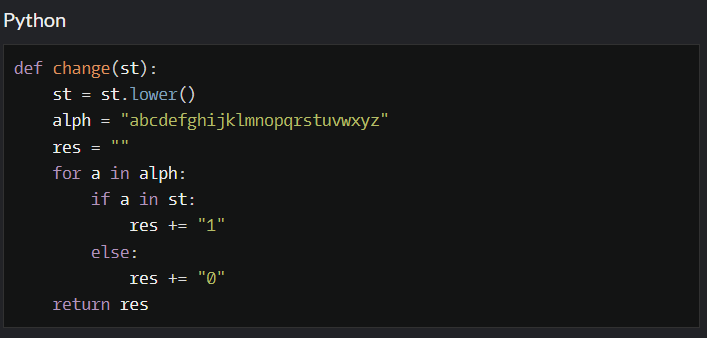 Python
def change(st):
    st = st.lower()
    alph = "abcdefghijklmnopqrstuvwxyz"
    res = ""
    for a in alph:
        if a in st:
            res += "1"
        else:
            res += "0"
    return res